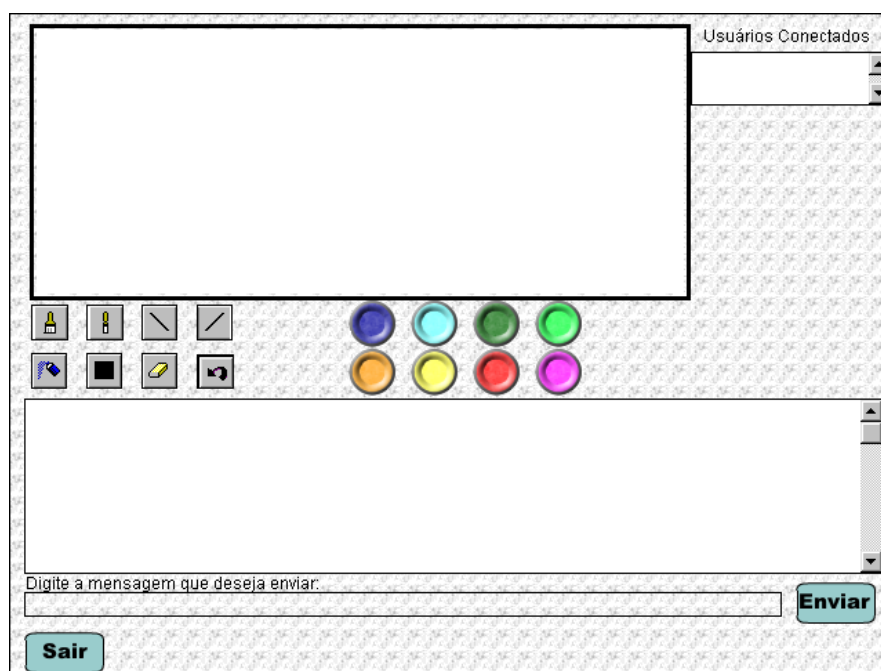 Usuários Conectados
Digite a mensagem que deseja enviar:
Enviar
Sair